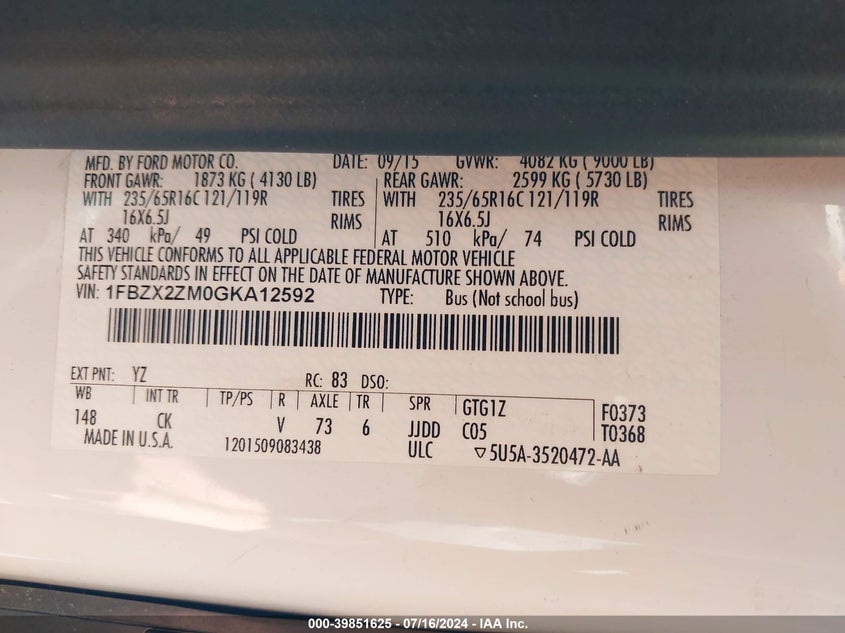 MFD. BY FORD MOTOR CO. DATE: 09/15 GVWR: 4082 KG ( 9000 LB)
FRONT GAWR: 1873 KG ( 4130 LB) REAR GAWR: 2599 KG ( 5730 LB)
WITH 235/65R16C 121/119R TIRES WITH 235/65R16C 121/119R TIRES
16X6.5J RIMS 16X6.5J RIMS
AT 340 kPa/ 49 PSI COLD AT 510 kPa/ 74 PSI COLD
THIS VEHICLE CONFORMS TO ALL APPLICABLE FEDERAL MOTOR VEHICLE
SAFETY STANDARDS IN EFFECT ON THE DATE OF MANUFACTURE SHOWN ABOVE.
VIN: 1FBZX2ZM0GKA12592 TYPE: Bus (Not school bus)
EXT PNT: YZ RC: 83 DSO:
WB INT TR TP/PS R AXLE TR SPR GTG1Z F0373
148 CK V 73 6 JJDD C05 T0368
MADE IN U.S.A. 1201509083438 ULC ▽5U5A-3520472-AA
000-39851625 - 07/16/2024 - IAA Inc.